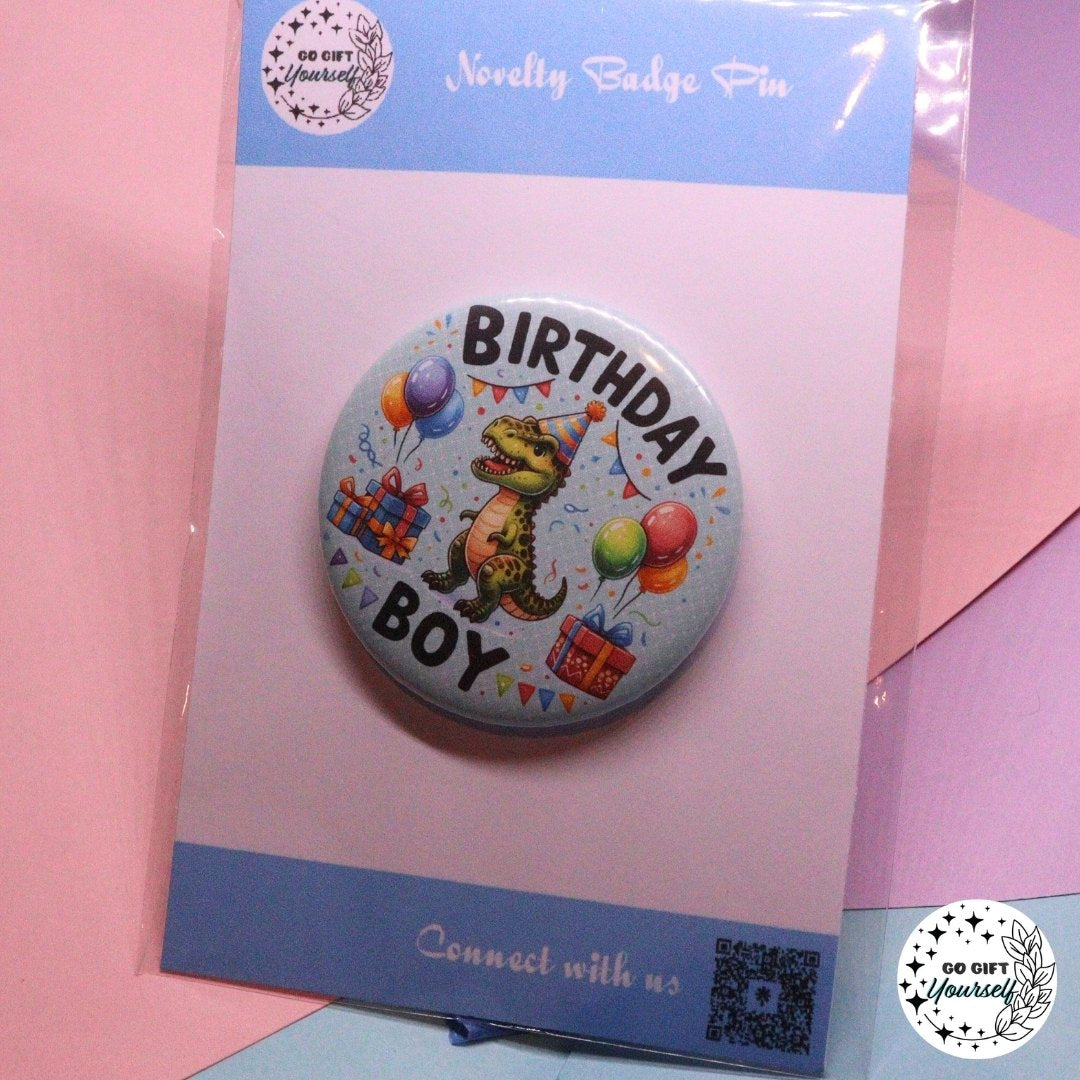 GO GIFT
Yourself
Novelty Badge Pin
BIRTHDAY
BOY
Connect with us
GO GIFT
Yourself